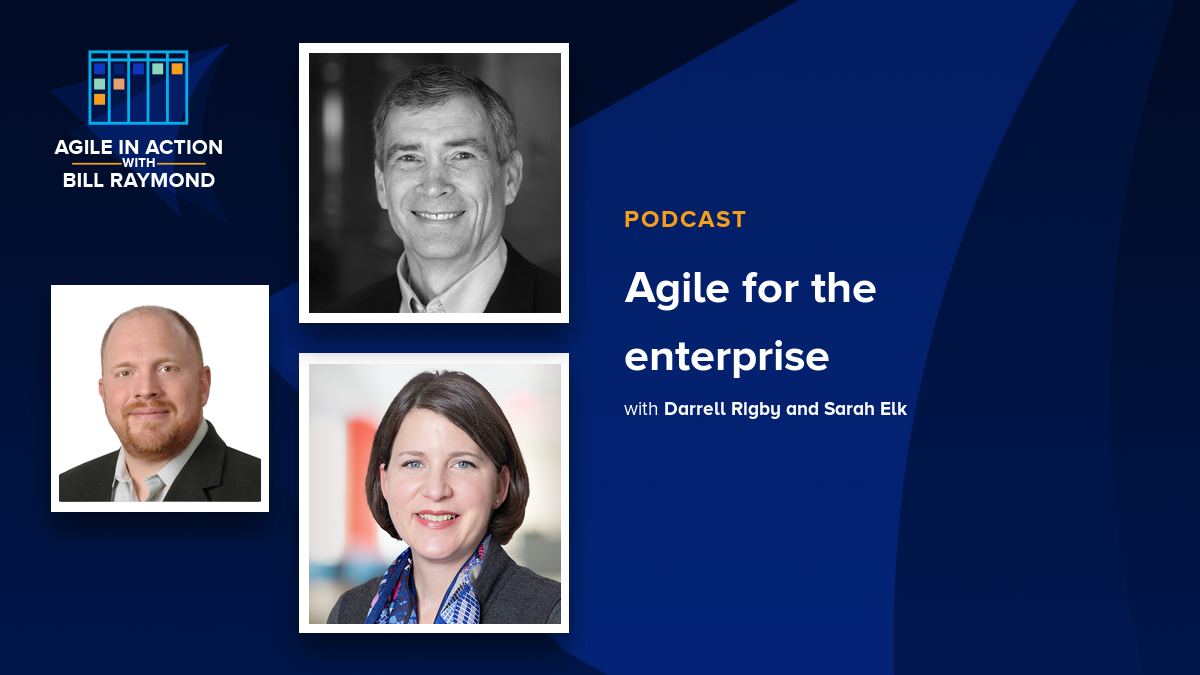 AGILE IN ACTION
WITH
BILL RAYMOND
PODCAST
Agile for the
enterprise
with Darrell Rigby and Sarah Elk